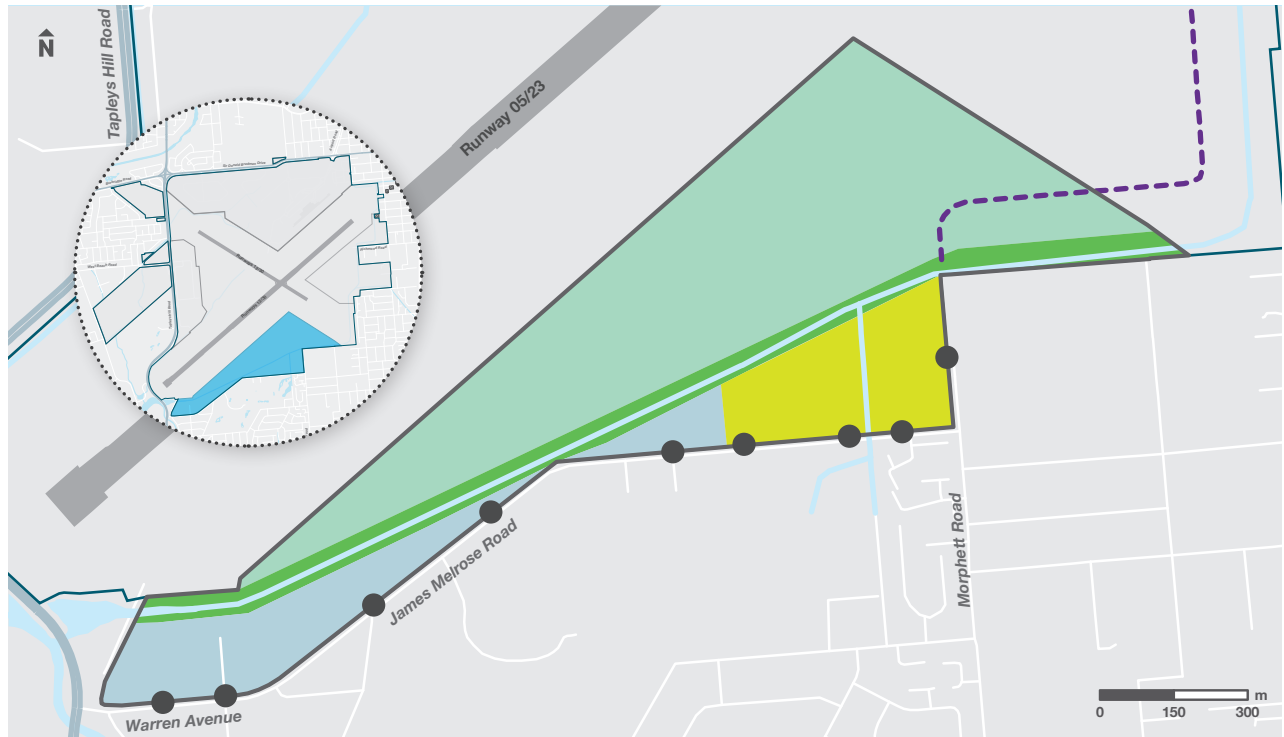 N
Tapleys Hill Road
Runway 05/23
James Melrose Road
Morphett Road
Warren Avenue
m
0 150 300